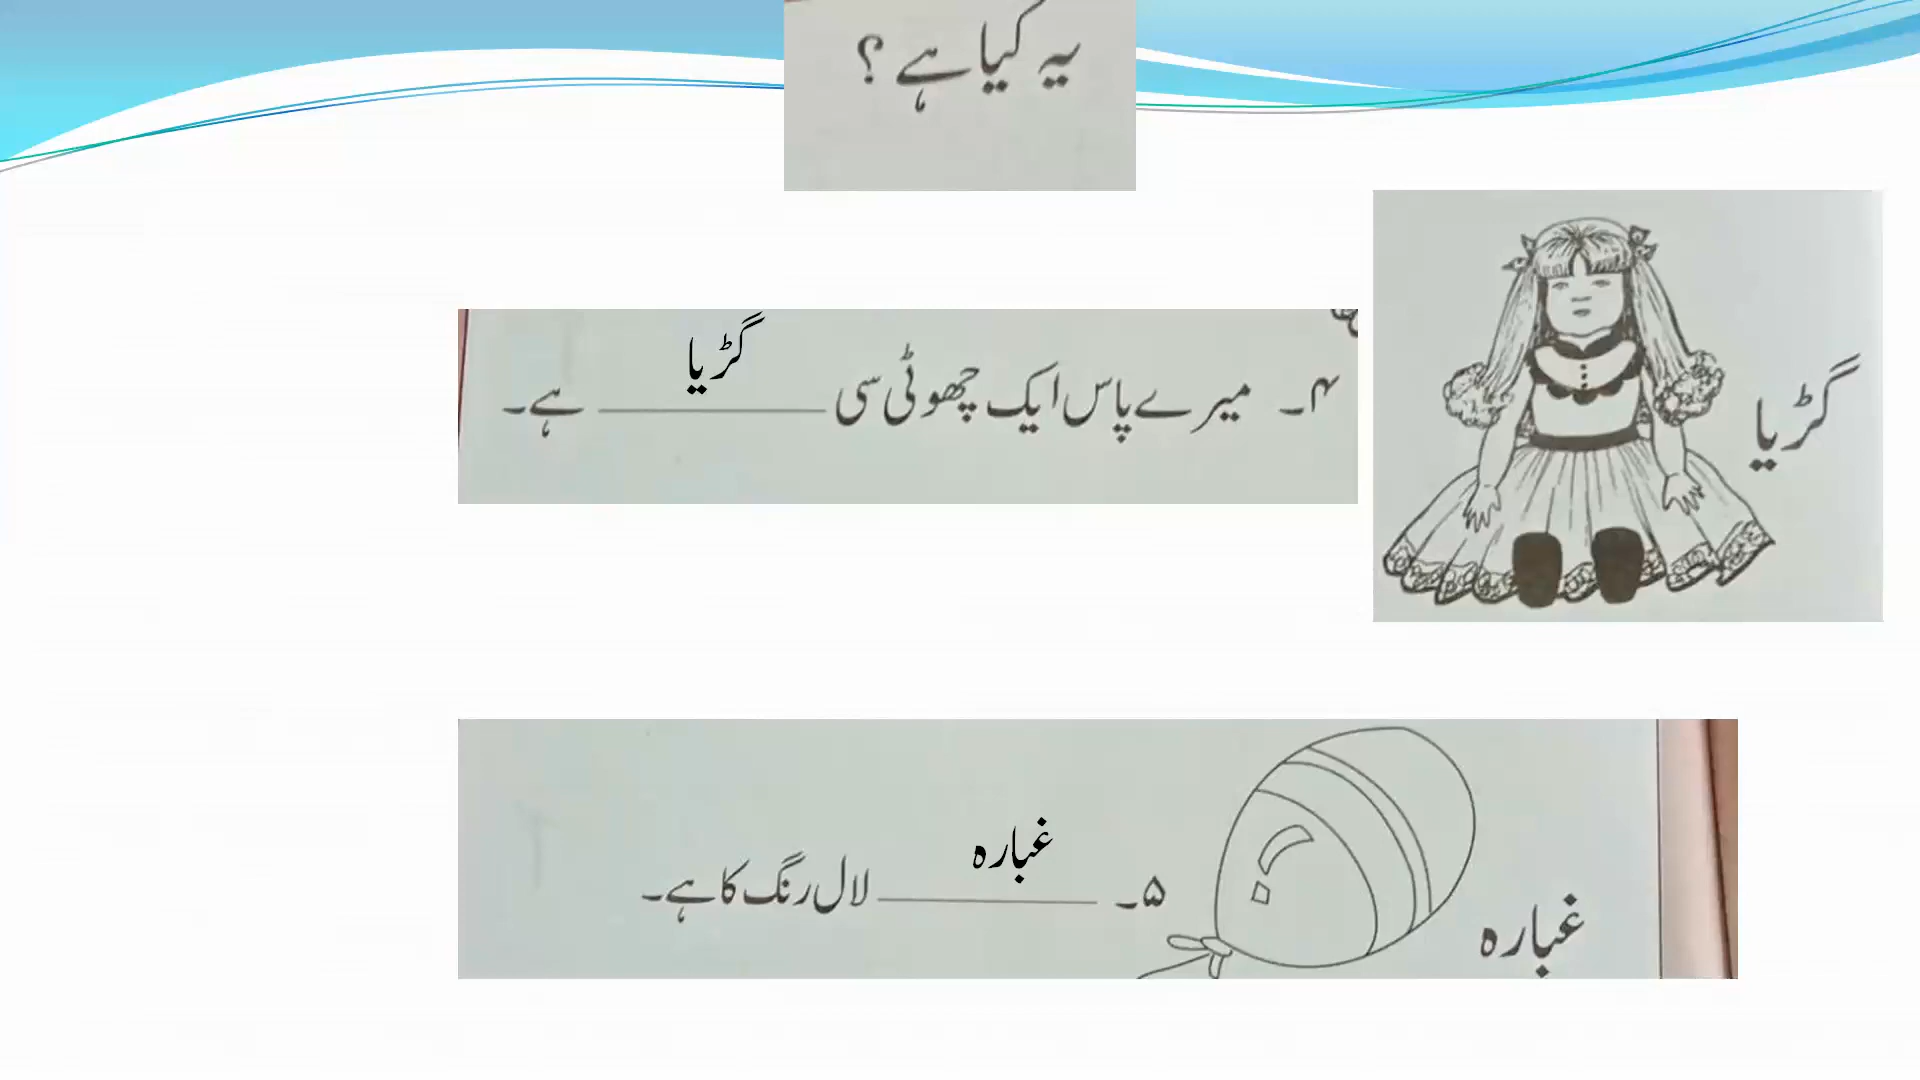 یہ کیا ہے ؟
۴۔ میرے پاس ایک چھوٹی سی گڑیا ہے۔
گڑیا
۵۔ غبارہ لال رنگ کا ہے۔
غبارہ